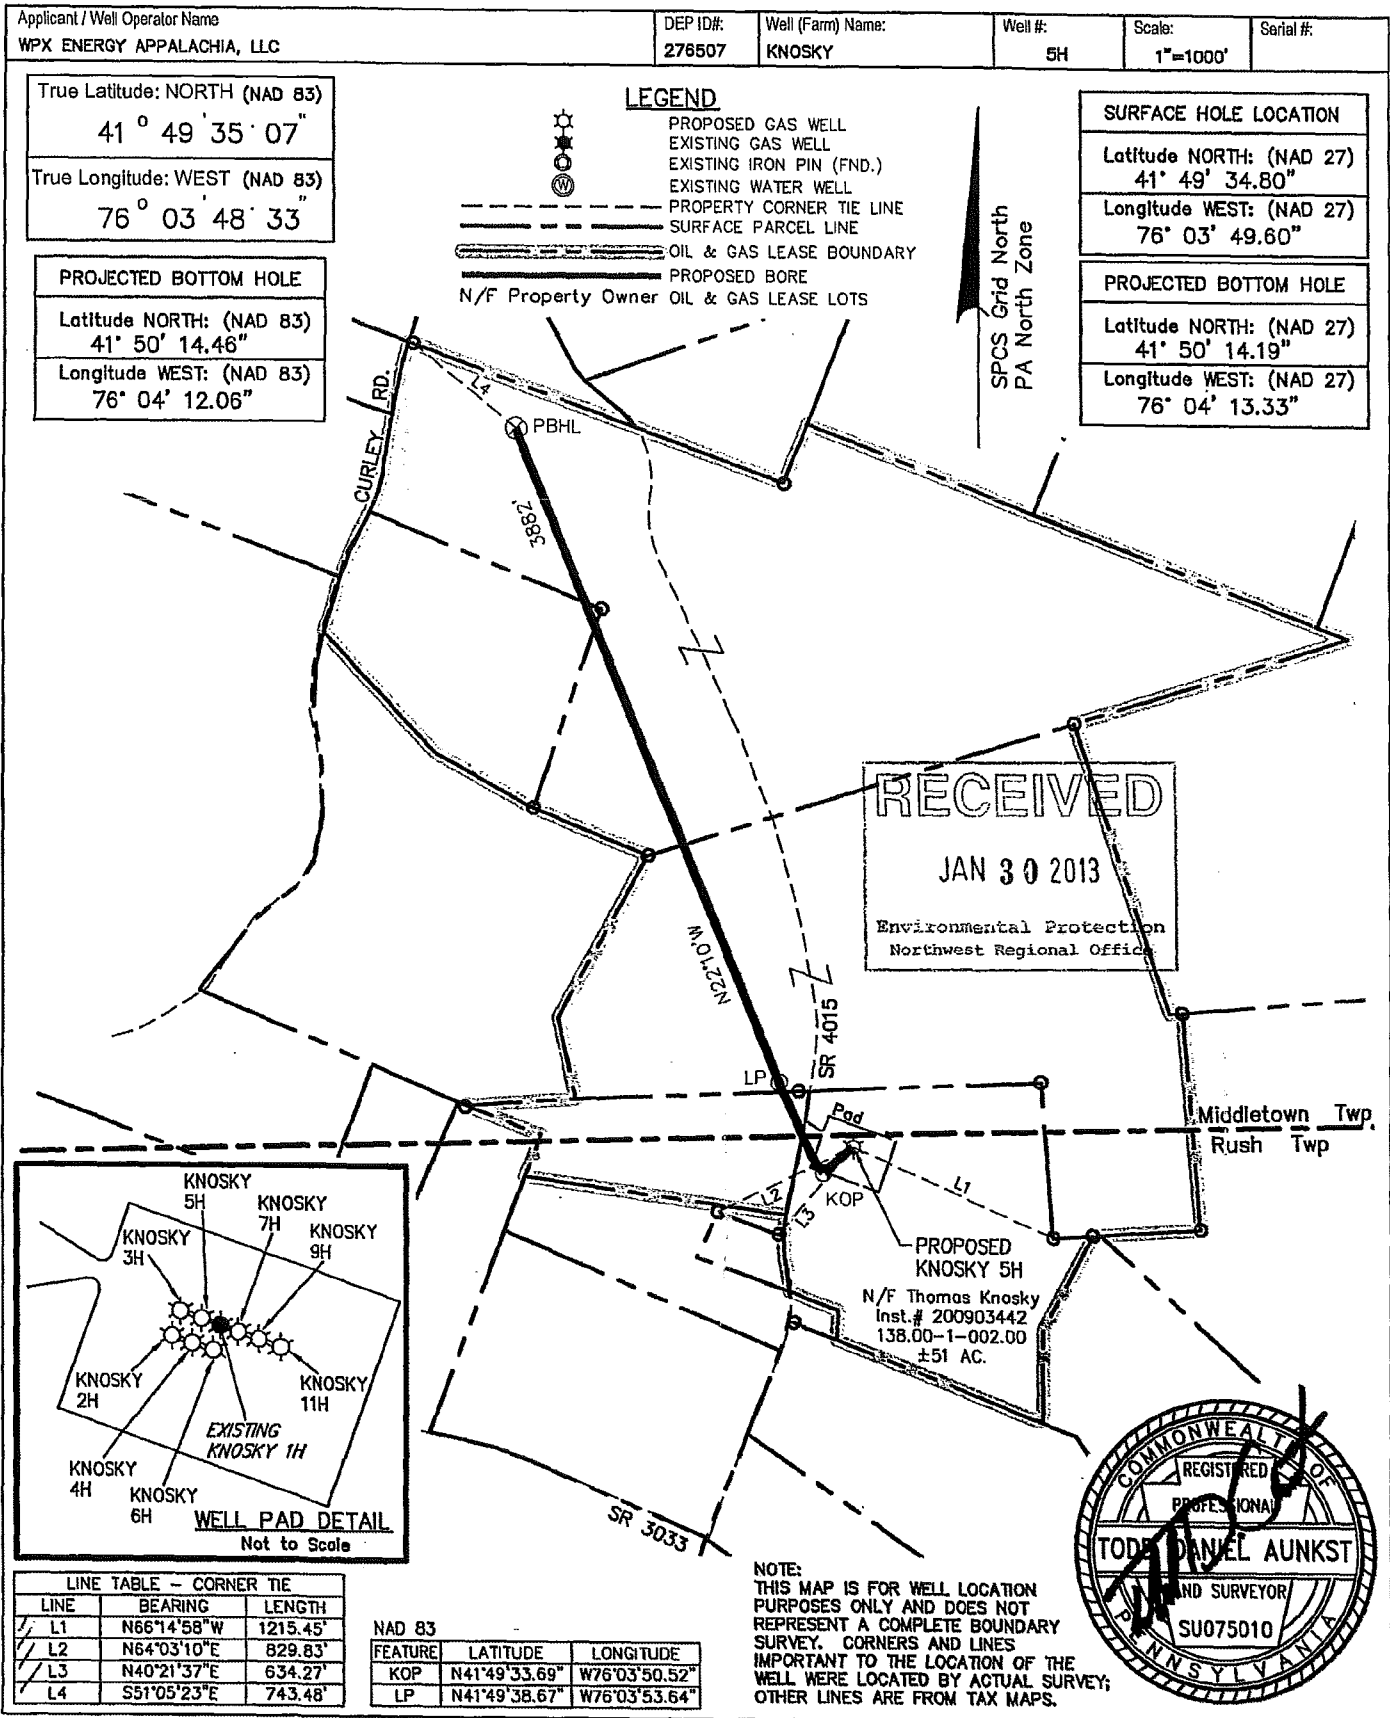 Applicant / Well Operator Name
WPX ENERGY APPALACHIA, LLC
DEP ID#:
276507
Well (Farm) Name:
KNOSKY
Well #:
5H
Scale:
1"=1000'
Serial #:
True Latitude: NORTH (NAD 83)
41 ° 49 ' 35 . 07 "
True Longitude: WEST (NAD 83)
76 ° 03 ' 48 . 33 "
PROJECTED BOTTOM HOLE
Latitude NORTH: (NAD 83)
41° 50' 14.46"
Longitude WEST: (NAD 83)
76° 04' 12.06"
LEGEND
PROPOSED GAS WELL
EXISTING GAS WELL
EXISTING IRON PIN (FND.)
W EXISTING WATER WELL
PROPERTY CORNER TIE LINE
SURFACE PARCEL LINE
OIL & GAS LEASE BOUNDARY
PROPOSED BORE
N/F Property Owner OIL & GAS LEASE LOTS
SPCS Grid North
PA North Zone
SURFACE HOLE LOCATION
Latitude NORTH: (NAD 27)
41° 49' 34.80"
Longitude WEST: (NAD 27)
76° 03' 49.60"
PROJECTED BOTTOM HOLE
Latitude NORTH: (NAD 27)
41° 50' 14.19"
Longitude WEST: (NAD 27)
76° 04' 13.33"
CURLEY RD.
L4
PBHL
3882'
RECEIVED
JAN 30 2013
Environmental Protection
Northwest Regional Office
N22°10'W
SR 4015
LP
Pad
Middletown Twp
Rush Twp
L2
L3
KOP
L1
PROPOSED
KNOSKY 5H
N/F Thomas Knosky
Inst.# 200903442
138.00-1-002.00
±51 AC.
KNOSKY
5H
KNOSKY
7H
KNOSKY
3H
KNOSKY
9H
KNOSKY
2H
KNOSKY
11H
EXISTING
KNOSKY 1H
KNOSKY
4H
KNOSKY
6H
WELL PAD DETAIL
Not to Scale
SR 3033
LINE TABLE - CORNER TIE
LINE BEARING LENGTH
L1 N66°14'58"W 1215.45'
L2 N64°03'10"E 829.83'
L3 N40°21'37"E 634.27'
L4 S51°05'23"E 743.48'
NAD 83
FEATURE LATITUDE LONGITUDE
KOP N41°49'33.69" W76°03'50.52"
LP N41°49'38.67" W76°03'53.64"
NOTE:
THIS MAP IS FOR WELL LOCATION
PURPOSES ONLY AND DOES NOT
REPRESENT A COMPLETE BOUNDARY
SURVEY. CORNERS AND LINES
IMPORTANT TO THE LOCATION OF THE
WELL WERE LOCATED BY ACTUAL SURVEY;
OTHER LINES ARE FROM TAX MAPS.
COMMONWEALTH OF
REGISTERED
PROFESSIONAL
TODD DANIEL AUNKST
LAND SURVEYOR
SU075010
PENNSYLVANIA